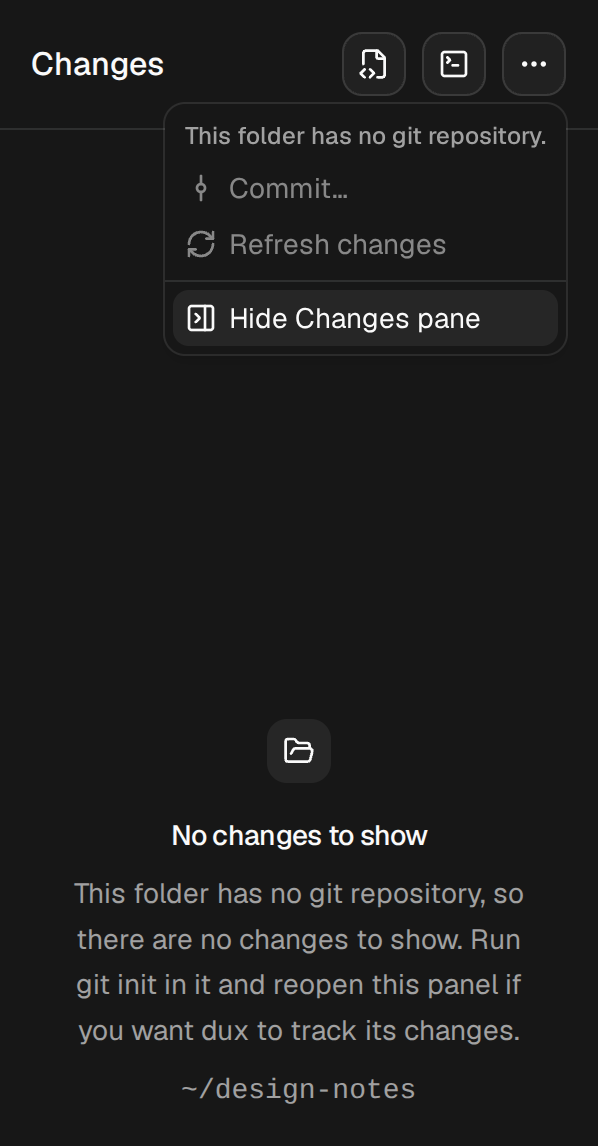 Changes
This folder has no git repository.
Commit…
Refresh changes
Hide Changes pane
No changes to show
This folder has no git repository, so
there are no changes to show. Run
git init in it and reopen this panel if
you want dux to track its changes.
~/design-notes